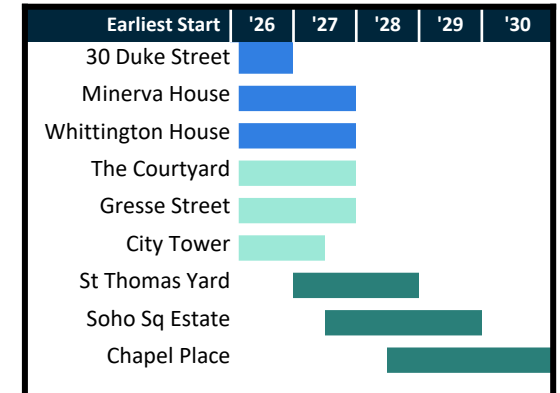 Earliest Start '26 '27 '28 '29 '30
30 Duke Street
Minerva House
Whittington House
The Courtyard
Gresse Street
City Tower
St Thomas Yard
Soho Sq Estate
Chapel Place